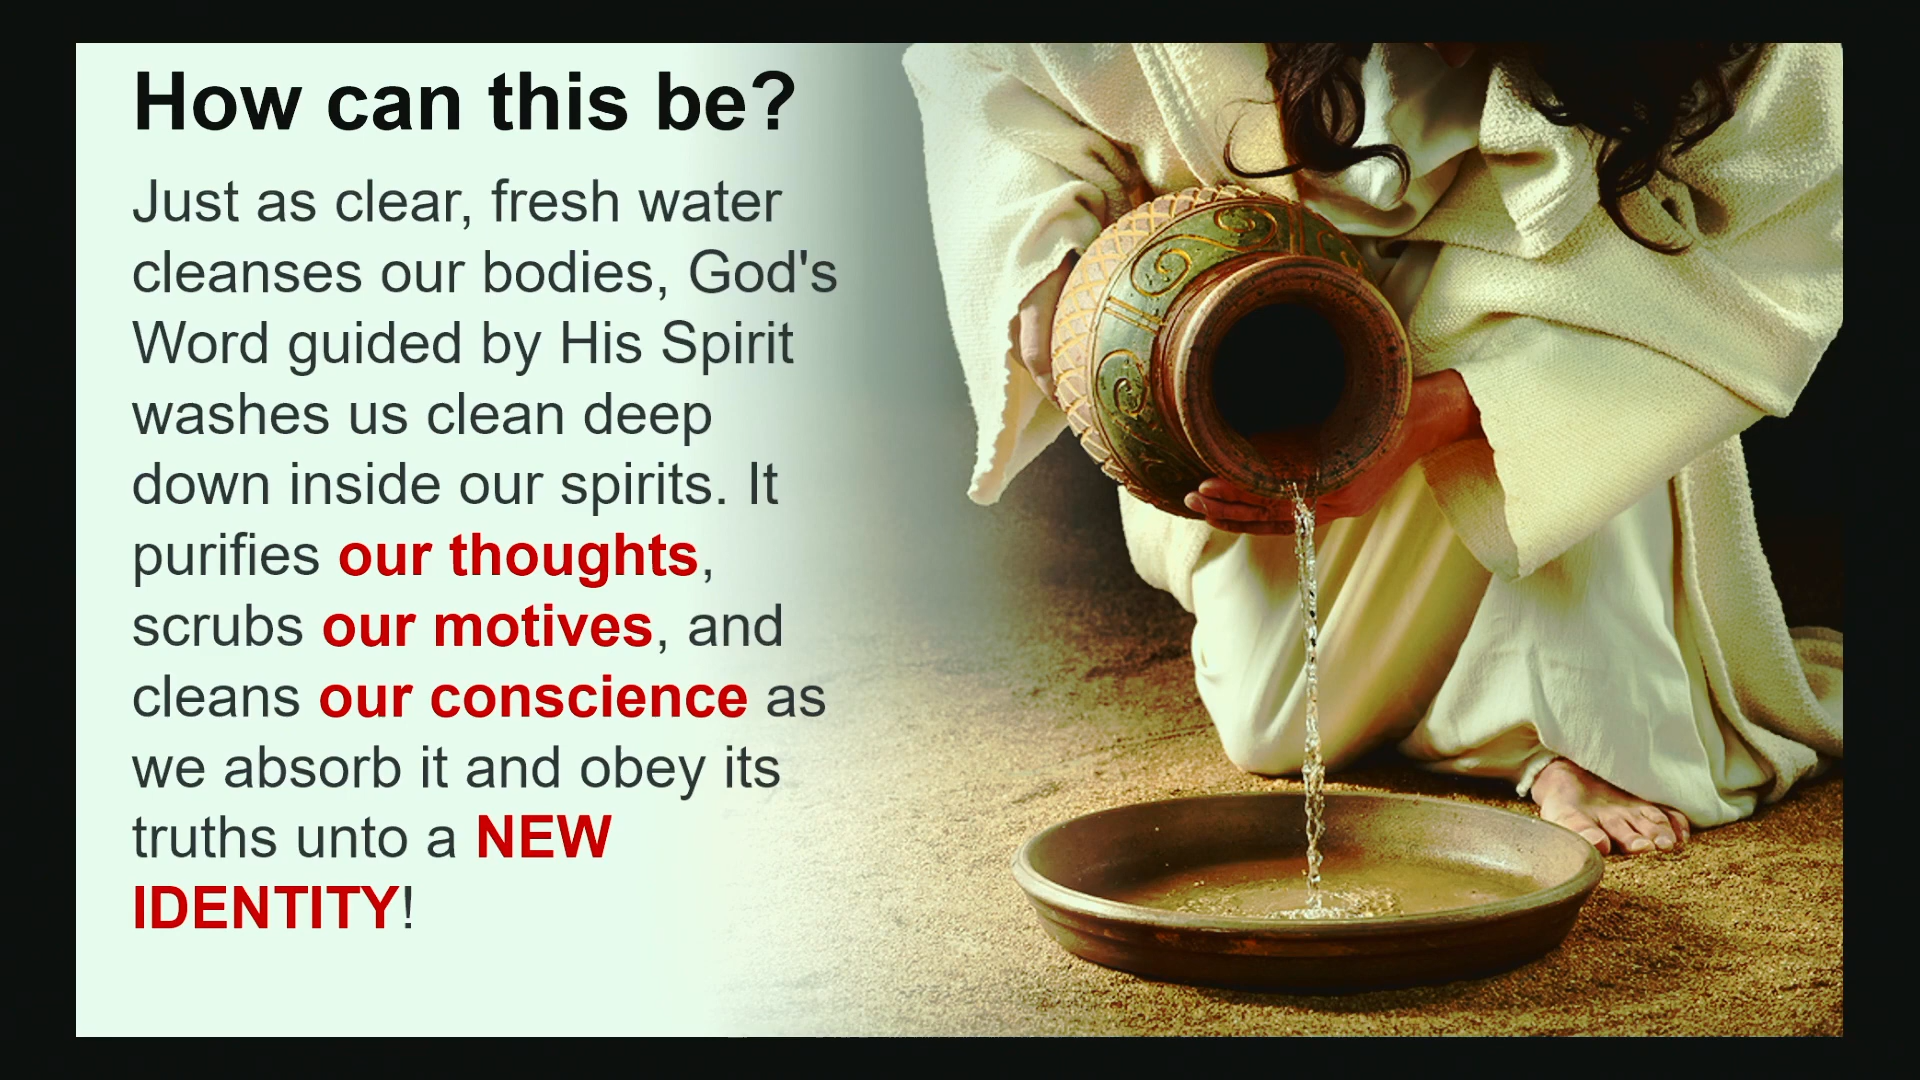 How can this be?
Just as clear, fresh water
cleanses our bodies, God's
Word guided by His Spirit
washes us clean deep
down inside our spirits. It
purifies our thoughts,
scrubs our motives, and
cleans our conscience as
we absorb it and obey its
truths unto a NEW
IDENTITY!